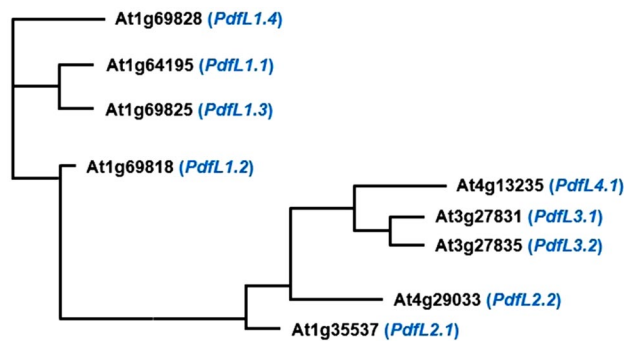 At1g69828 (PdfL1.4)
At1g64195 (PdfL1.1)
At1g69825 (PdfL1.3)
At1g69818 (PdfL1.2)
At4g13235 (PdfL4.1)
At3g27831 (PdfL3.1)
At3g27835 (PdfL3.2)
At4g29033 (PdfL2.2)
At1g35537 (PdfL2.1)